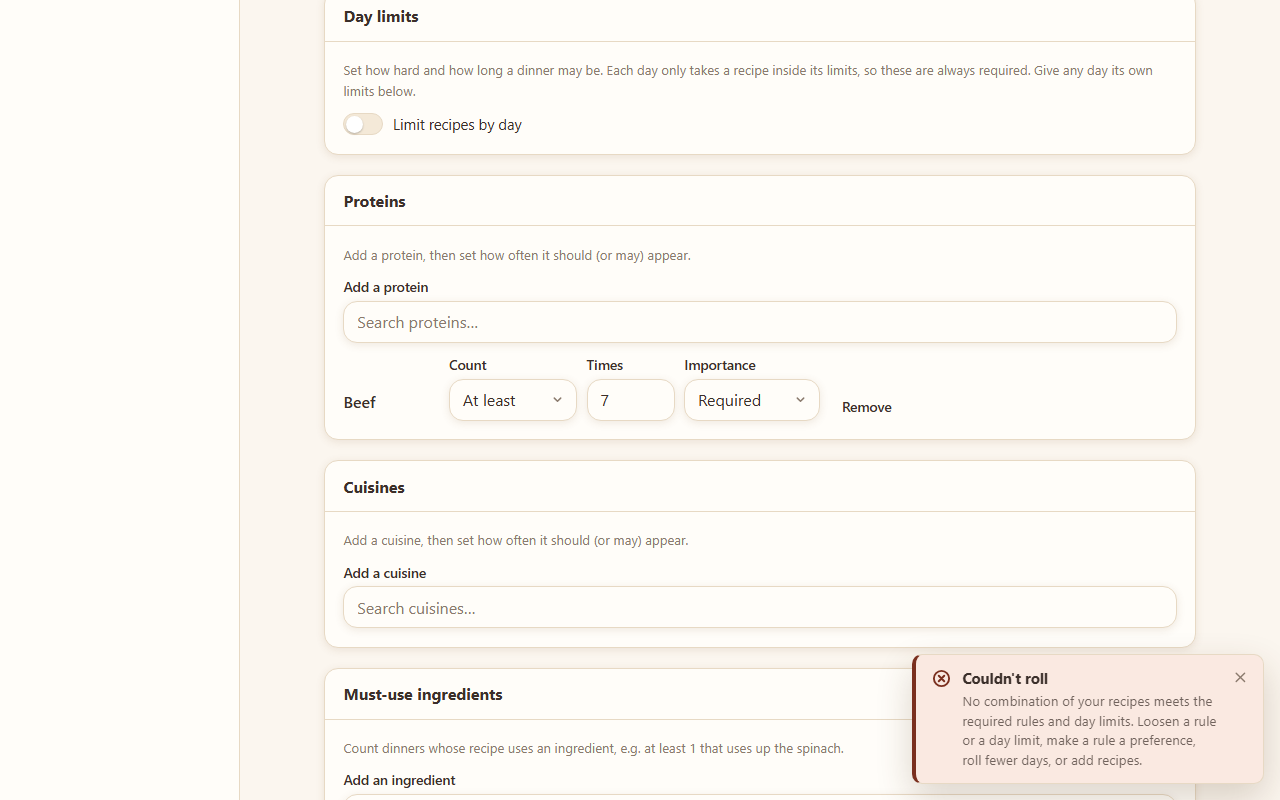 Day limits
Set how hard and how long a dinner may be. Each day only takes a recipe inside its limits, so these are always required. Give any day its own
limits below.
Limit recipes by day
Proteins
Add a protein, then set how often it should (or may) appear.
Add a protein
Search proteins...
Count Times Importance
Beef At least 7 Required Remove
Cuisines
Add a cuisine, then set how often it should (or may) appear.
Add a cuisine
Search cuisines...
Must-use ingredients
Count dinners whose recipe uses an ingredient, e.g. at least 1 that uses up the spinach.
Add an ingredient
Couldn't roll
No combination of your recipes meets the
required rules and day limits. Loosen a rule
or a day limit, make a rule a preference,
roll fewer days, or add recipes.